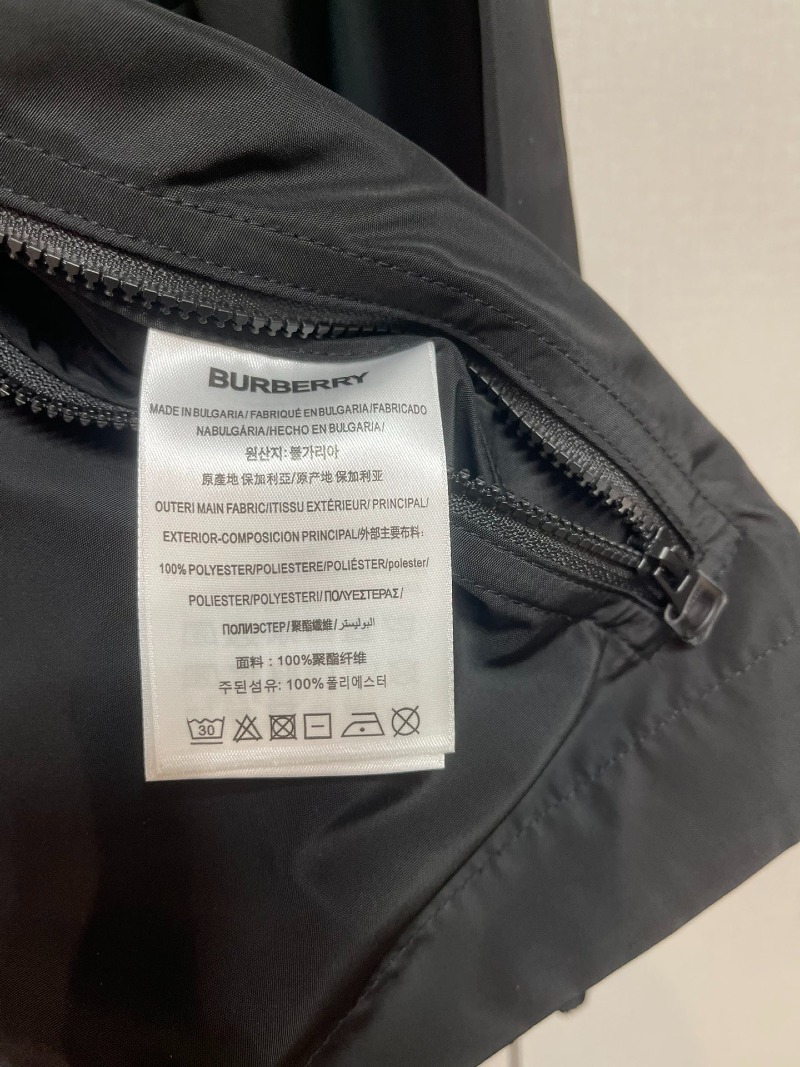 BURBERRY
MADE IN BULGARIA/ FABRIQUÉ EN BULGARIA/FABRICADO
NABULGÁRIA/HECHO EN BULGARIA/
원산지: 불가리아
原產地 保加利亞/原产地 保加利亚
OUTERI MAIN FABRIC/ITISSU EXTÉRIEUR/ PRINCIPAL/
EXTERIOR-COMPOSICION PRINCIPAL/外部主要布料:
100% POLYESTER/POLIESTERE/POLIÉSTER/polester/
POLIESTER/POLYESTERI/ ΠΟΛΥΕΣΤΕΡΑΣ/
ПОЛИЭСТЕР/聚酯纖維/البوليستر/
面料：100%聚酯纤维
주된섬유: 100%폴리에스터
30